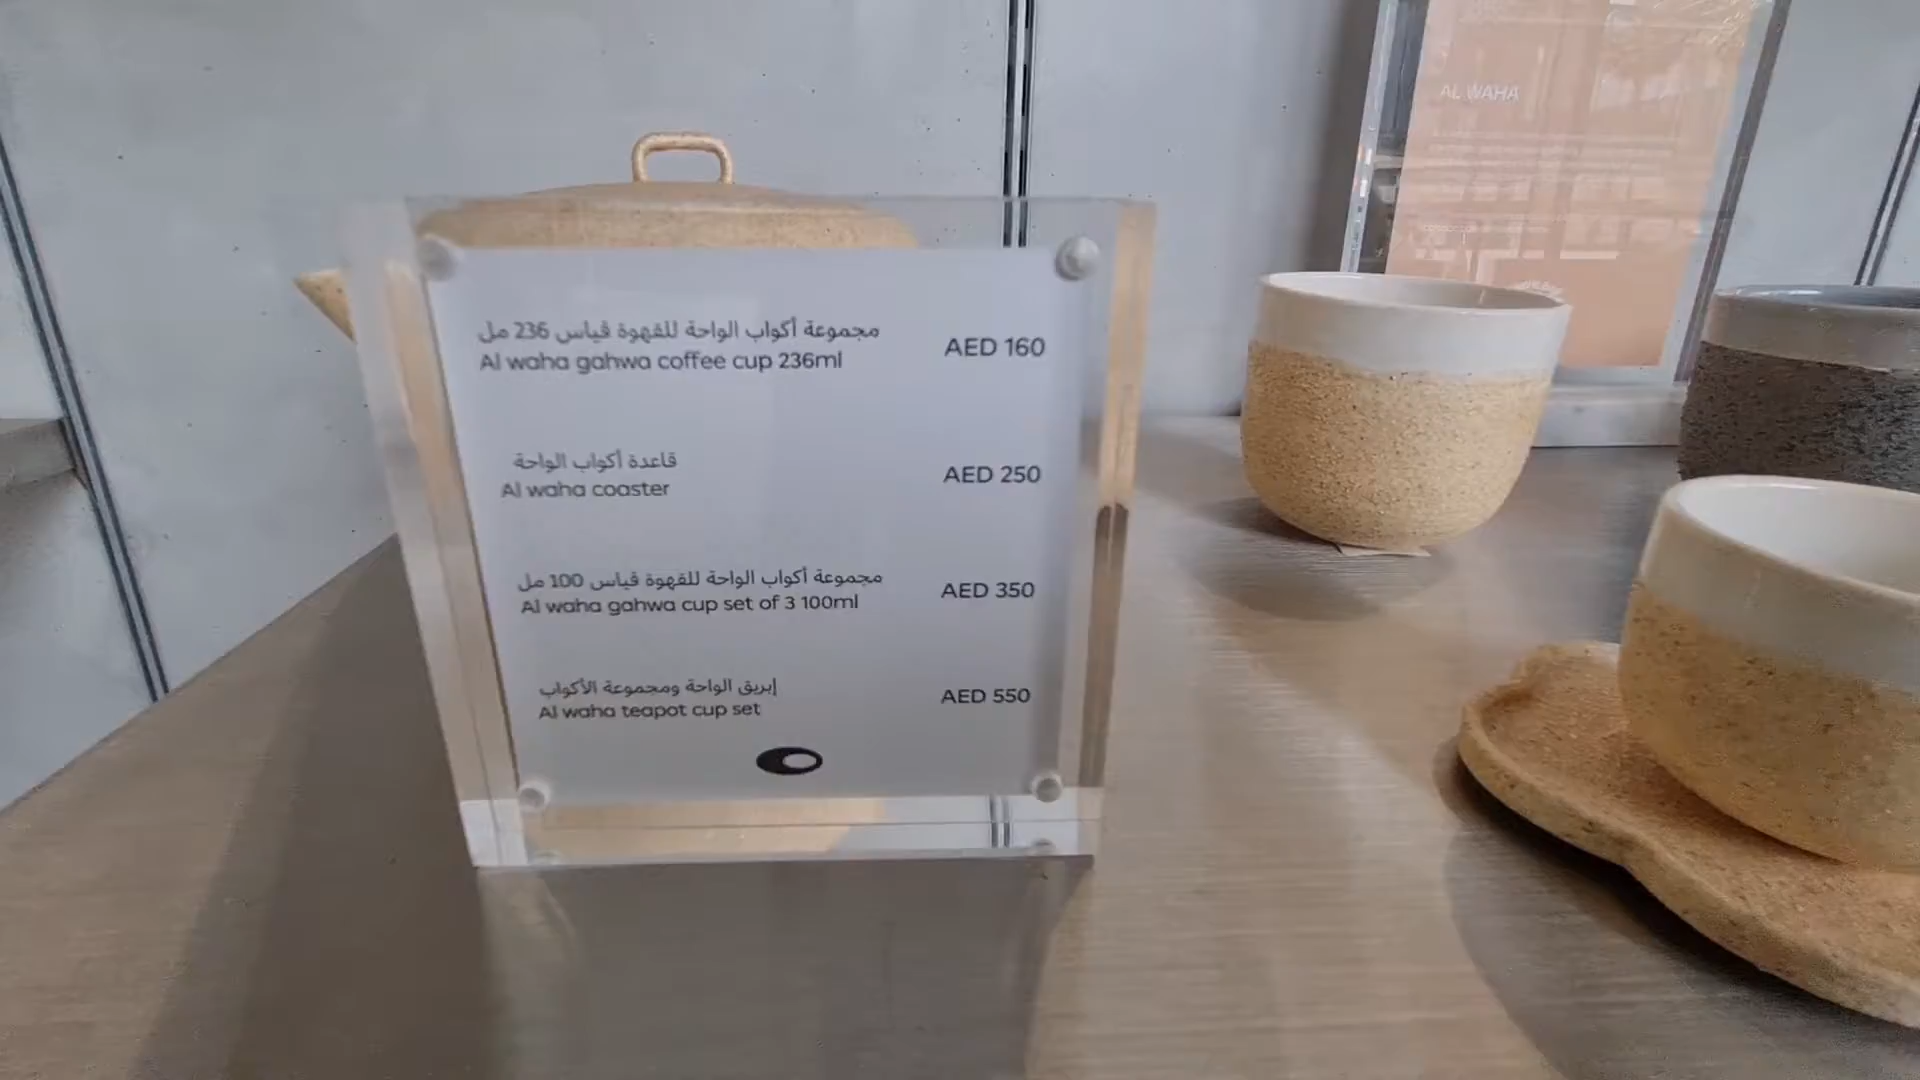 مجموعة أكواب الواحة للقهوة قياس 236 مل
Al waha gahwa coffee cup 236ml
AED 160
قاعدة أكواب الواحة
Al waha coaster
AED 250
مجموعة أكواب الواحة للقهوة قياس 100 مل
Al waha gahwa cup set of 3 100ml
AED 350
إبريق الواحة ومجموعة الأكواب
Al waha teapot cup set
AED 550
AL WAHA